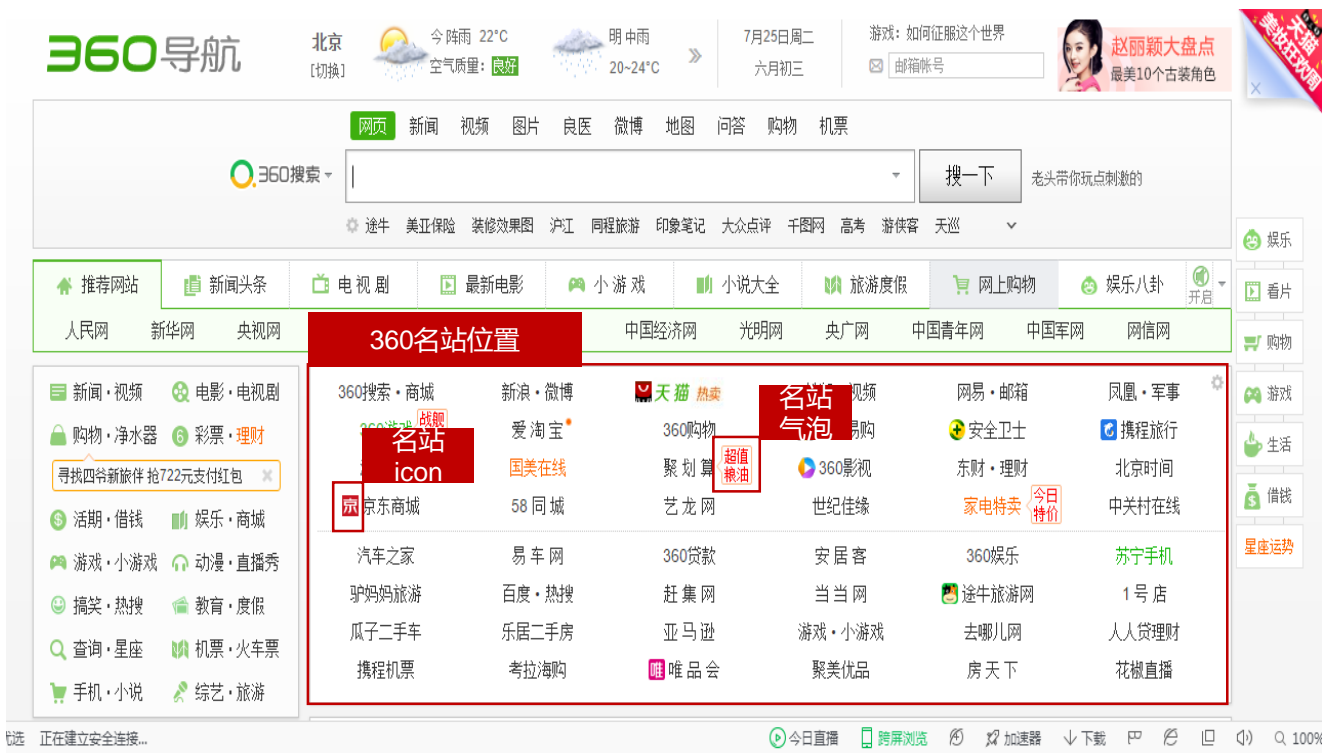 360导航
北京
[切换]
今 阵雨 22°C
空气质量：良好
明 中雨
20~24°C
7月25日周二
六月初三
游戏：如何征服这个世界
邮箱帐号
赵丽颖大盘点
最美10个古装角色
天猫
美妆狂欢周
网页 新闻 视频 图片 良医 微博 地图 问答 购物 机票
360搜索
搜一下
老头带你玩点刺激的
途牛 美亚保险 装修效果图 沪江 同程旅游 印象笔记 大众点评 千图网 高考 游侠客 天巡
推荐网站 新闻头条 电视剧 最新电影 小游戏 小说大全 旅游度假 网上购物 娱乐八卦 开启
人民网 新华网 央视网 中国经济网 光明网 央广网 中国青年网 中国军网 网信网
360名站位置
新闻·视频 电影·电视剧
购物·净水器 彩票·理财
寻找四爷新旅伴 抢722元支付红包
活期·借钱 娱乐·商城
游戏·小游戏 动漫·直播秀
搞笑·热搜 教育·度假
查询·星座 机票·火车票
手机·小说 综艺·旅游
360搜索·商城 新浪·微博 天猫 热卖 视频 网易·邮箱 凤凰·军事
战舰 爱淘宝 360购物 易购 安全卫士 携程旅行
名站
气泡
名站
icon
国美在线 聚划算 超值粮油 360影视 东财·理财 北京时间
京 京东商城 58同城 艺龙网 世纪佳缘 家电特卖 今日特价 中关村在线
汽车之家 易车网 360贷款 安居客 360娱乐 苏宁手机
驴妈妈旅游 百度·热搜 赶集网 当当网 途牛旅游网 1号店
瓜子二手车 乐居二手房 亚马逊 游戏·小游戏 去哪儿网 人人贷理财
携程机票 考拉海购 唯 唯品会 聚美优品 房天下 花椒直播
娱乐
看片
购物
游戏
生活
借钱
星座运势
优选 正在建立安全连接... 今日直播 跨屏浏览 加速器 下载 100%